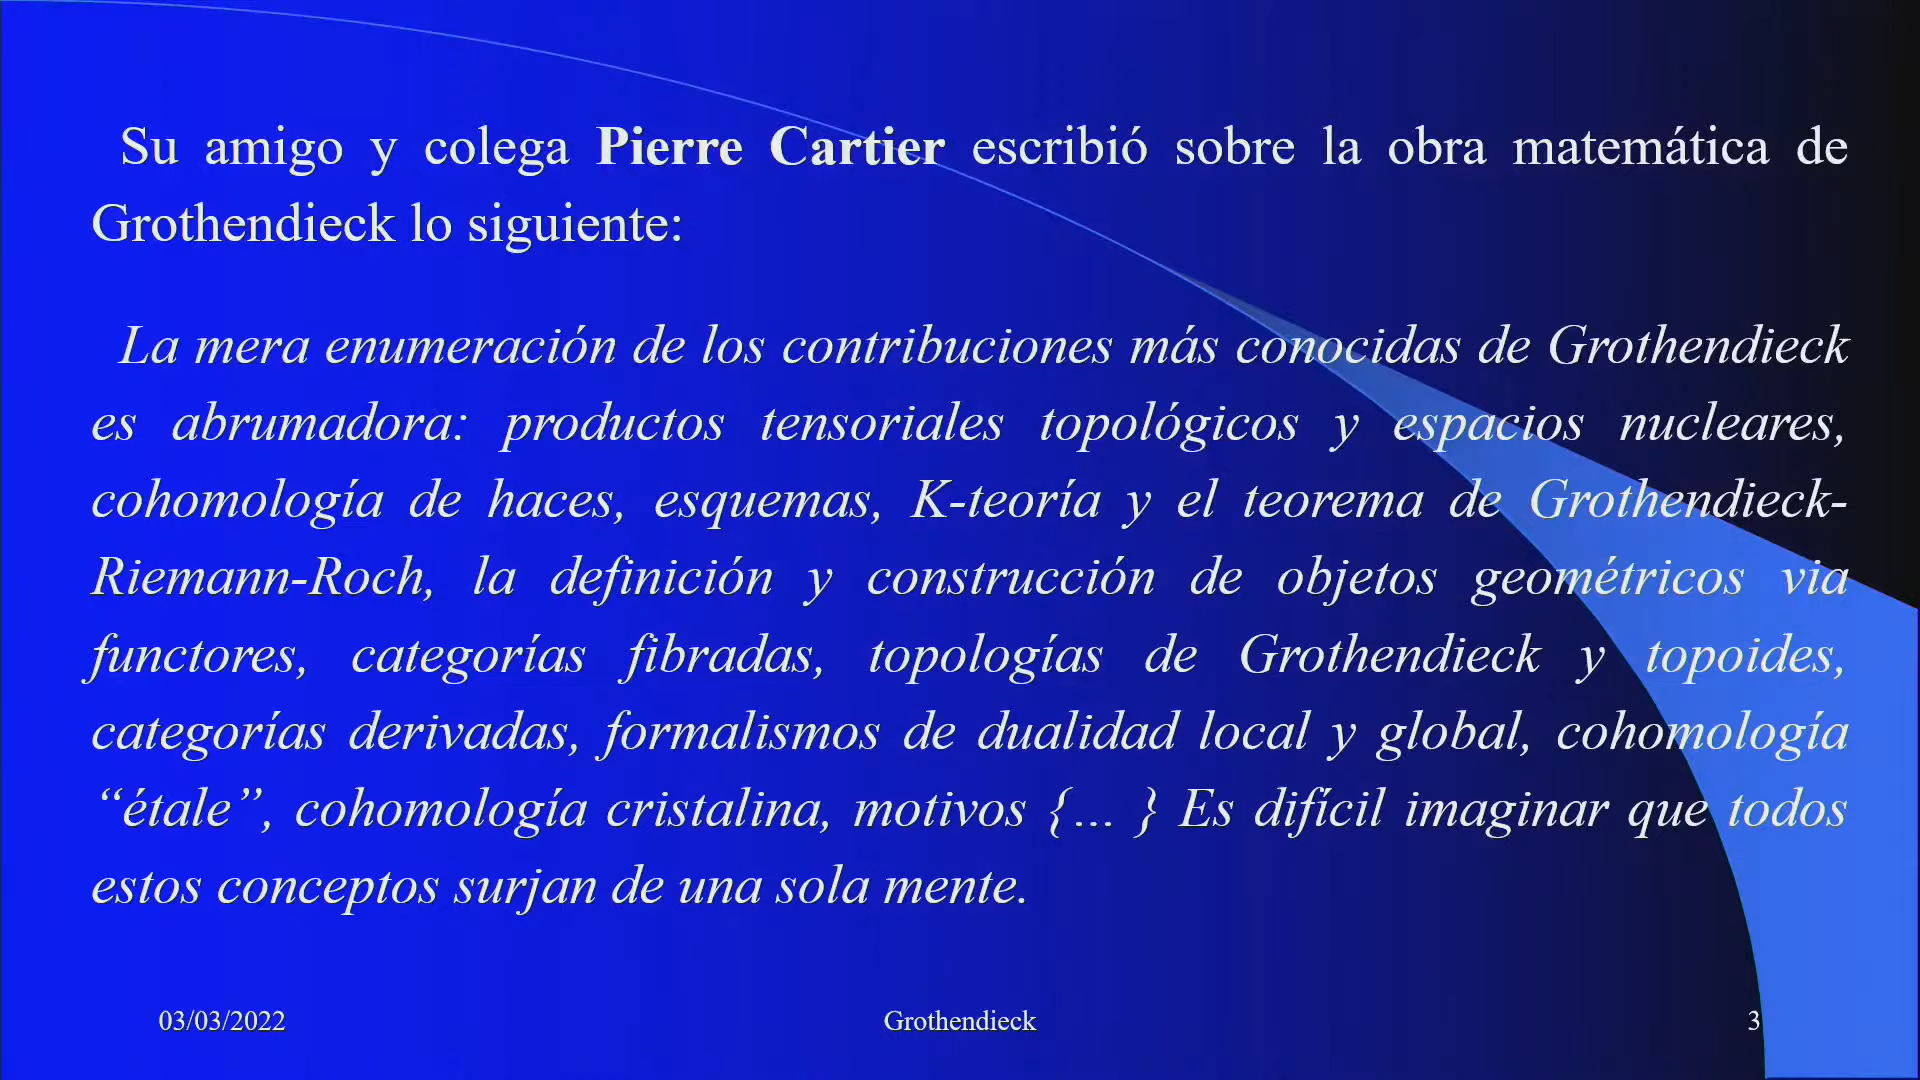 Su amigo y colega Pierre Cartier escribió sobre la obra matemática de
Grothendieck lo siguiente:
La mera enumeración de los contribuciones más conocidas de Grothendieck
es abrumadora: productos tensoriales topológicos y espacios nucleares,
cohomología de haces, esquemas, K-teoría y el teorema de Grothendieck-
Riemann-Roch, la definición y construcción de objetos geométricos via
functores, categorías fibradas, topologías de Grothendieck y topoides,
categorías derivadas, formalismos de dualidad local y global, cohomología
“étale”, cohomología cristalina, motivos {... } Es difícil imaginar que todos
estos conceptos surjan de una sola mente.
03/03/2022
Grothendieck
3